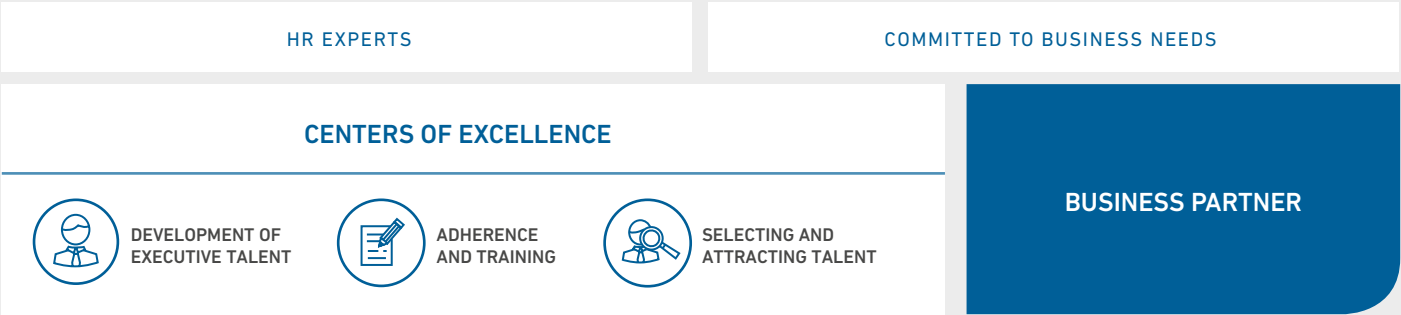 HR EXPERTS
COMMITTED TO BUSINESS NEEDS
CENTERS OF EXCELLENCE
DEVELOPMENT OF
EXECUTIVE TALENT
ADHERENCE
AND TRAINING
SELECTING AND
ATTRACTING TALENT
BUSINESS PARTNER